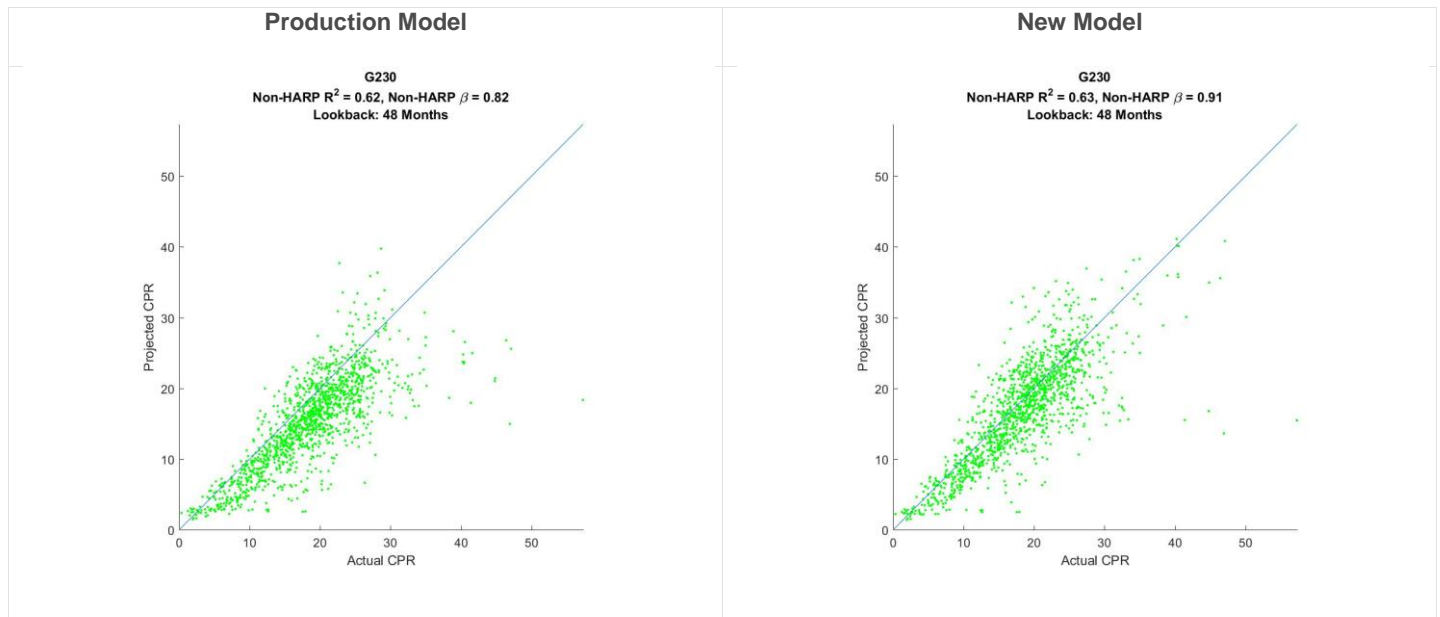 Production Model
G230
Non-HARP R² = 0.62, Non-HARP β = 0.82
Lookback: 48 Months
50
40
30
20
10
0
Projected CPR
0 10 20 30 40 50
Actual CPR
New Model
G230
Non-HARP R² = 0.63, Non-HARP β = 0.91
Lookback: 48 Months
50
40
30
20
10
0
Projected CPR
0 10 20 30 40 50
Actual CPR